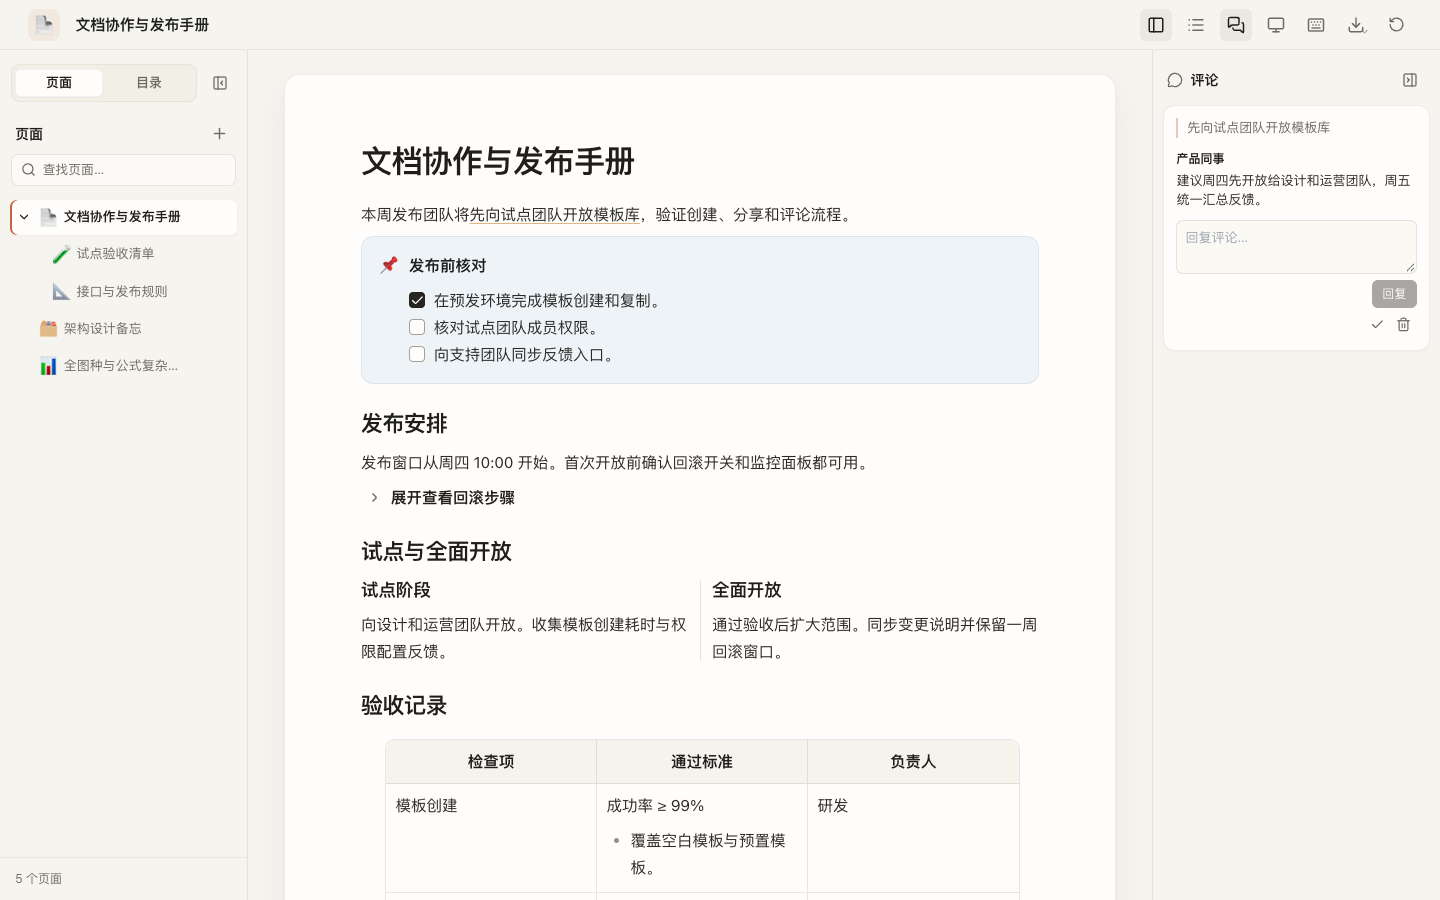 文档协作与发布手册
页面
目录
页面
查找页面...
文档协作与发布手册
试点验收清单
接口与发布规则
架构设计备忘
全图种与公式复杂...
5 个页面
文档协作与发布手册
本周发布团队将先向试点团队开放模板库，验证创建、分享和评论流程。
发布前核对
在预发环境完成模板创建和复制。
核对试点团队成员权限。
向支持团队同步反馈入口。
发布安排
发布窗口从周四 10:00 开始。首次开放前确认回滚开关和监控面板都可用。
展开查看回滚步骤
试点与全面开放
试点阶段
向设计和运营团队开放。收集模板创建耗时与权
限配置反馈。
全面开放
通过验收后扩大范围。同步变更说明并保留一周
回滚窗口。
验收记录
检查项
通过标准
负责人
模板创建
成功率 ≥ 99%
覆盖空白模板与预置模
板。
研发
评论
先向试点团队开放模板库
产品同事
建议周四先开放给设计和运营团队，周五
统一汇总反馈。
回复评论...
回复